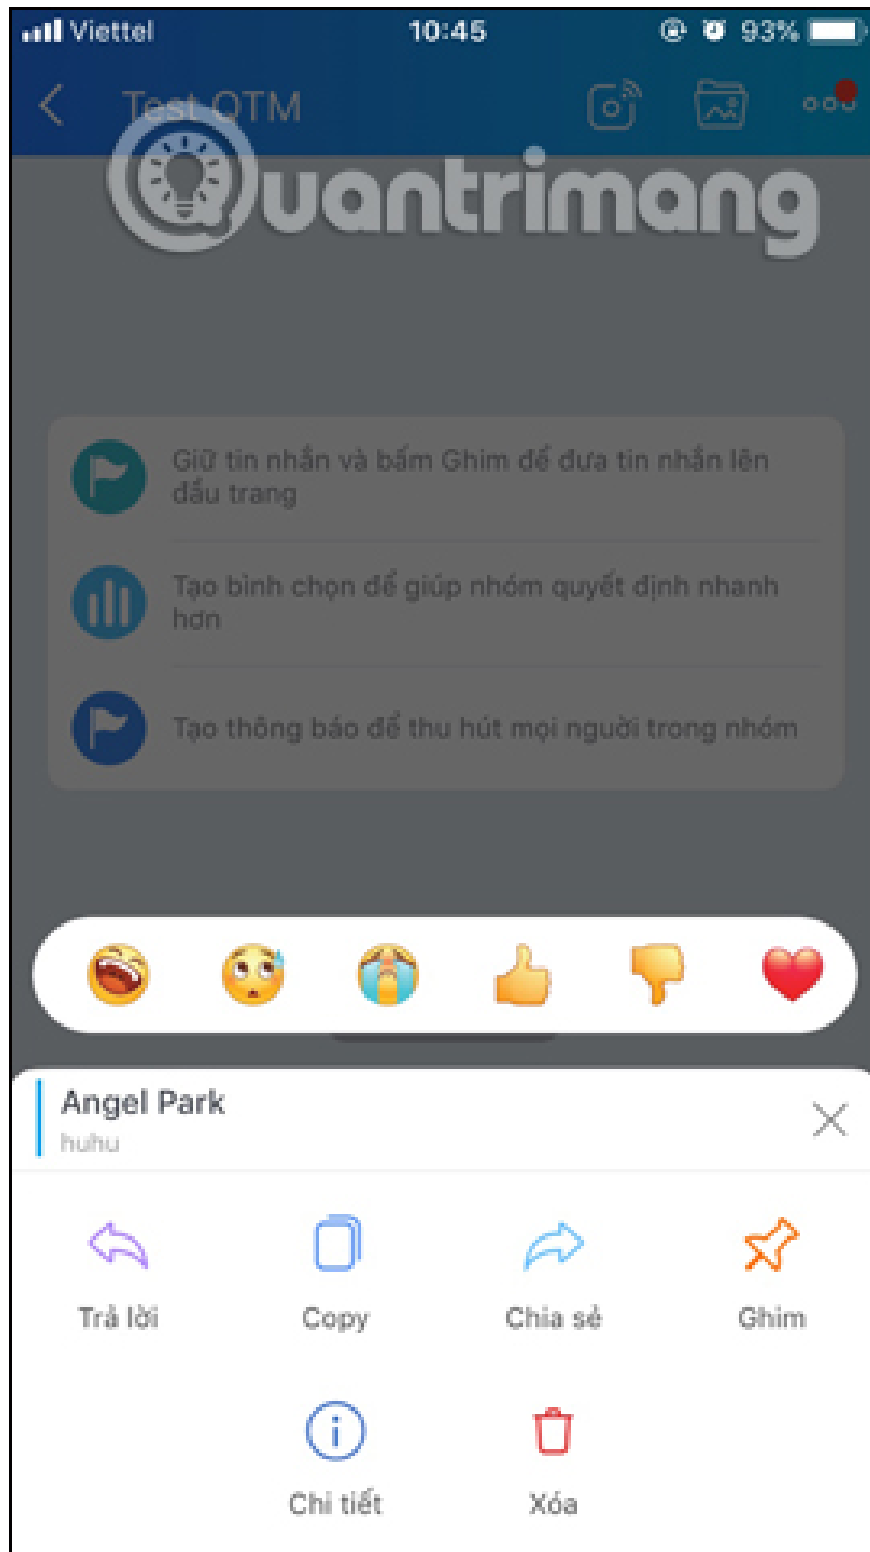 Viettel 10:45 93%
Test QTM
Quantrimang
Giữ tin nhắn và bấm Ghim để đưa tin nhắn lên
đầu trang
Tạo bình chọn để giúp nhóm quyết định nhanh
hơn
Tạo thông báo để thu hút mọi người trong nhóm
Angel Park
huhu
Trả lời Copy Chia sẻ Ghim
Chi tiết Xóa